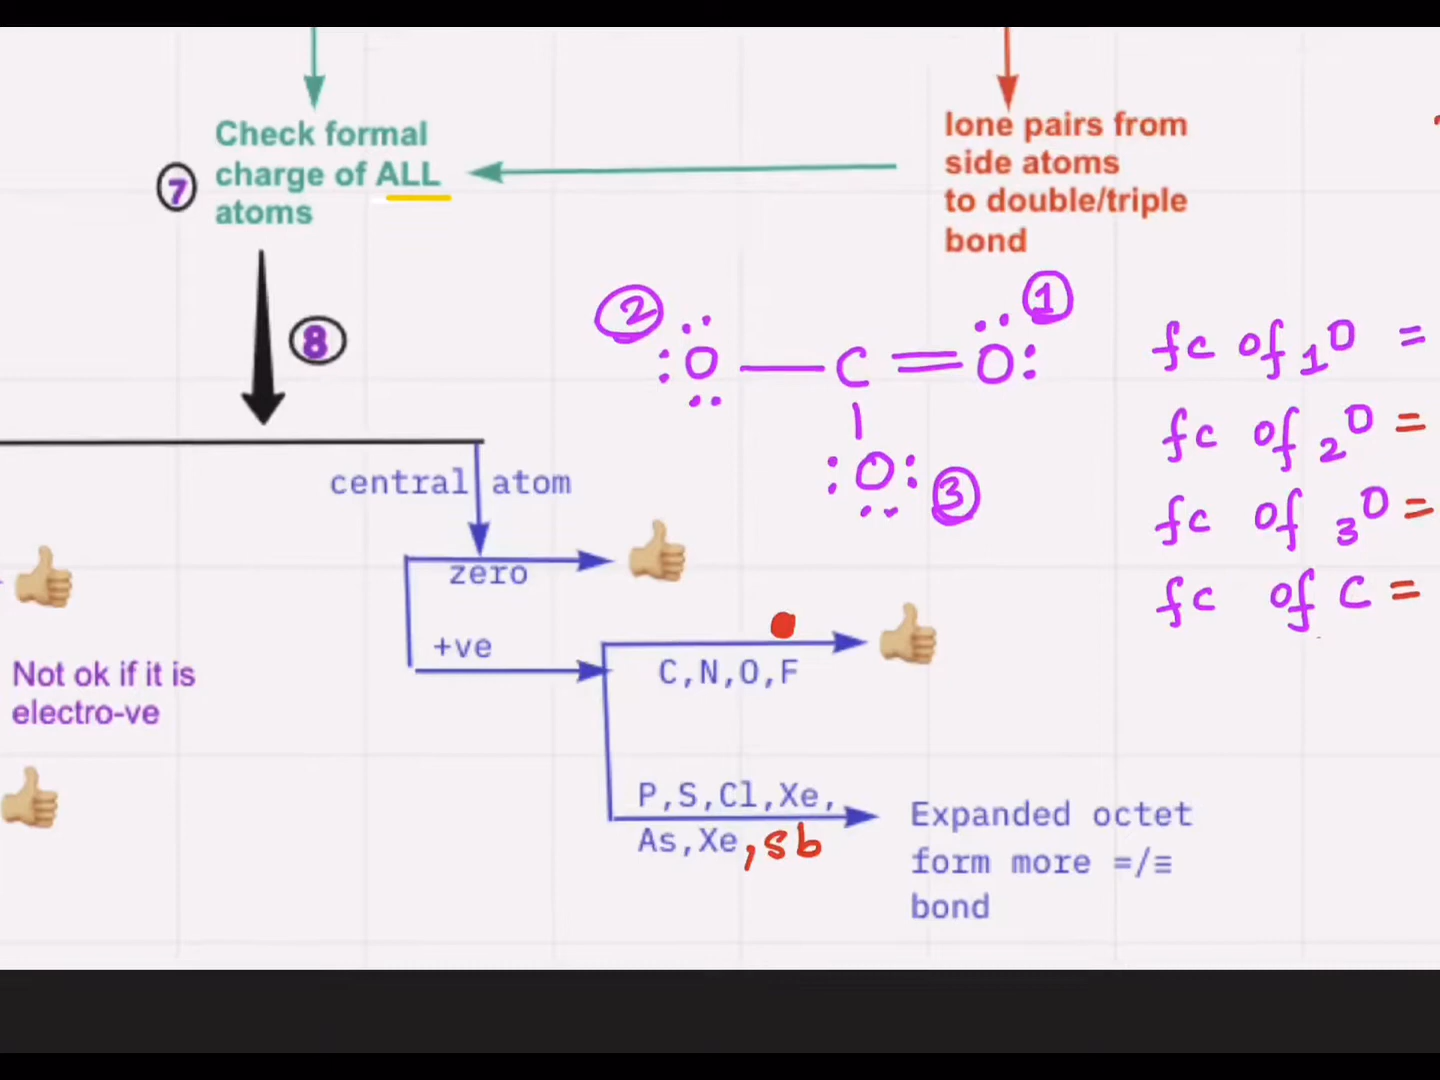 Check formal
charge of ALL
atoms
7
lone pairs from
side atoms
to double/triple
bond
8
2
1
:O — C = O:
:O:
3
fc of 1O =
fc of 2O =
fc of 3O =
fc of C =
central atom
zero
+ve
C,N,O,F
Not ok if it is
electro-ve
P,S,Cl,Xe,
As,Xe,sb
Expanded octet
form more =/≡
bond